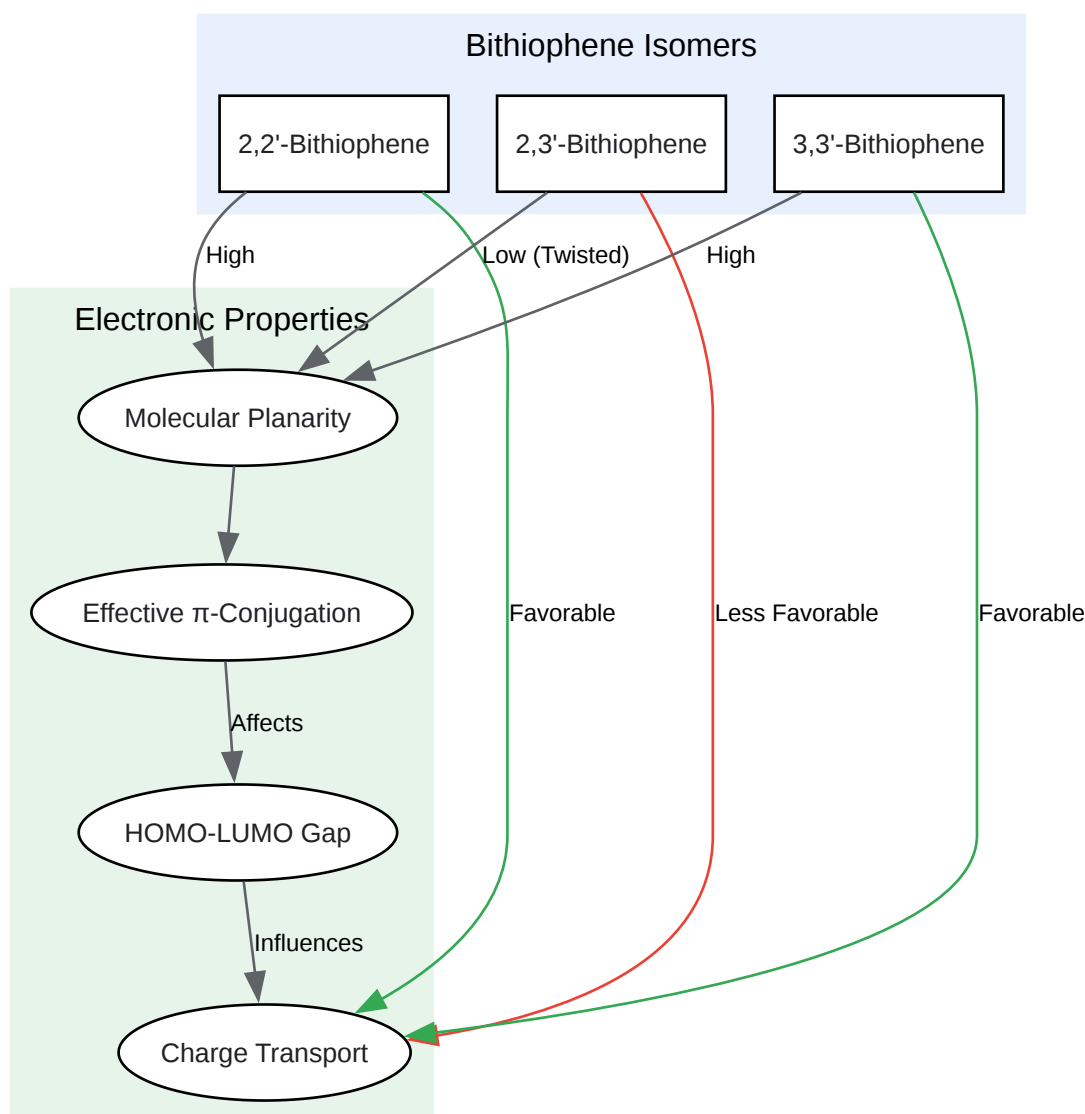 Bithiophene Isomers
2,2'-Bithiophene
2,3'-Bithiophene
3,3'-Bithiophene
High
Low (Twisted)
High
Electronic Properties
Molecular Planarity
Effective π-Conjugation
Favorable
Less Favorable
Favorable
Affects
HOMO-LUMO Gap
Influences
Charge Transport